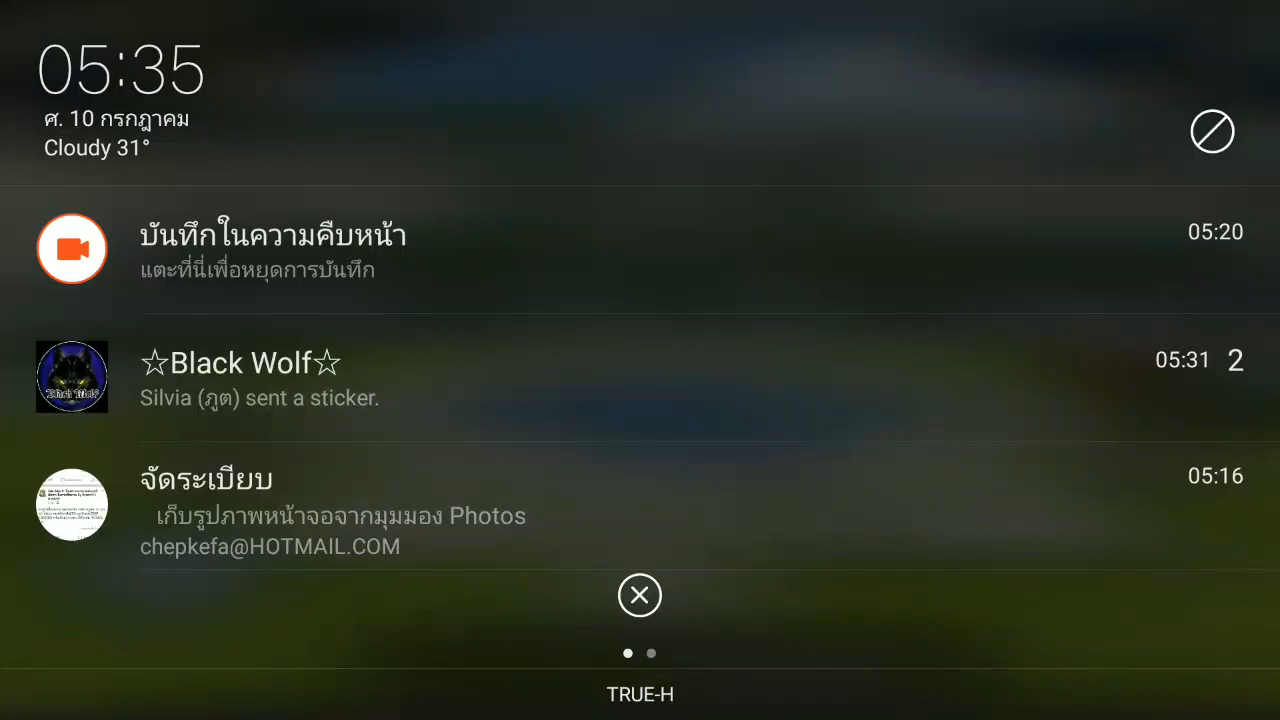 05:35
ศ. 10 กรกฎาคม
Cloudy 31°
บันทึกในความคืบหน้า
05:20
แตะที่นี่เพื่อหยุดการบันทึก
☆Black Wolf☆
05:31 2
Silvia (ภูต) sent a sticker.
จัดระเบียบ
05:16
เก็บรูปภาพหน้าจอจากมุมมอง Photos
chepkefa@HOTMAIL.COM
TRUE-H